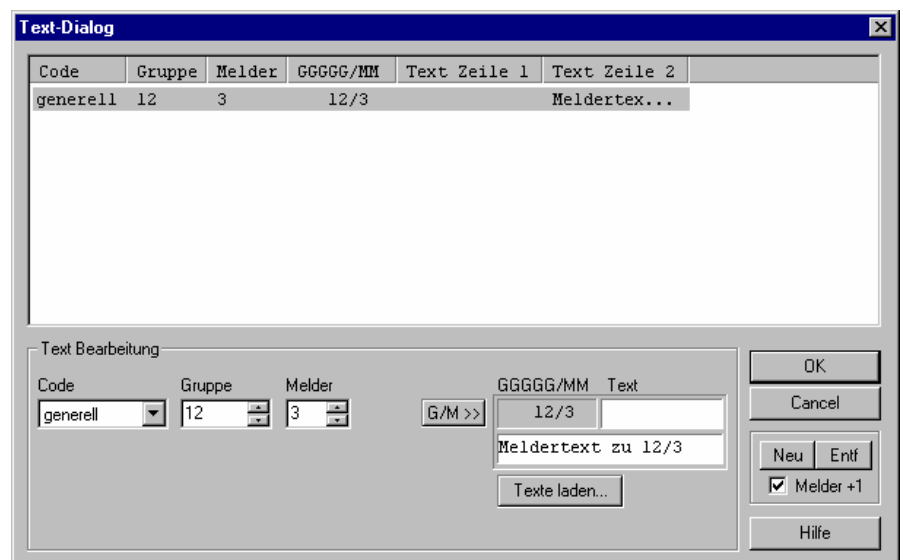 Text-Dialog
Code Gruppe Melder GGGGG/MM Text Zeile 1 Text Zeile 2
generell 12 3 12/3 Meldertex...
Text Bearbeitung
Code Gruppe Melder GGGGG/MM Text
generell 12 3 G/M >> 12/3
Meldertext zu 12/3
Texte laden...
OK
Cancel
Neu Entf
Melder +1
Hilfe